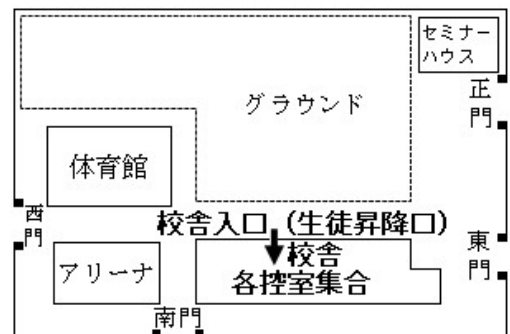 セミナー
ハウス
正門
グラウンド
体育館
西門
校舎入口（生徒昇降口）
校舎
各控室集合
東門
アリーナ
南門